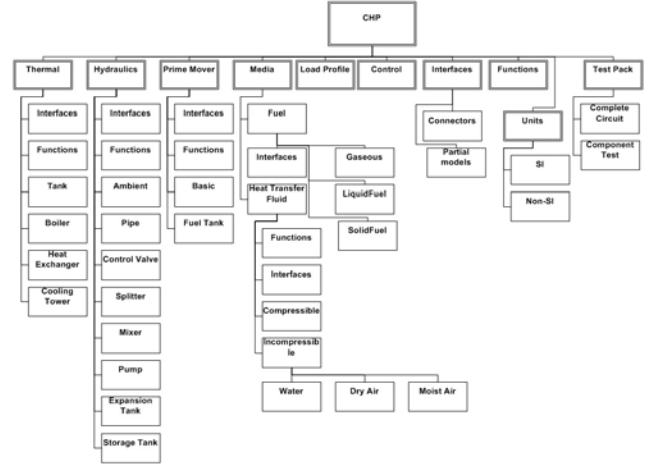 CHP
Thermal
Hydraulics
Prime Mover
Media
Load Profile
Control
Interfaces
Functions
Test Pack
Interfaces
Functions
Tank
Boiler
Heat
Exchanger
Cooling
Tower
Interfaces
Functions
Ambient
Pipe
Control Valve
Splitter
Mixer
Pump
Expansion
Tank
Storage Tank
Interfaces
Functions
Basic
Fuel Tank
Fuel
Interfaces
Heat Transfer
Fluid
Gaseous
LiquidFuel
SolidFuel
Functions
Interfaces
Compressible
Incompressib
le
Water
Dry Air
Moist Air
Connectors
Partial
models
Units
SI
Non-SI
Complete
Circuit
Component
Test